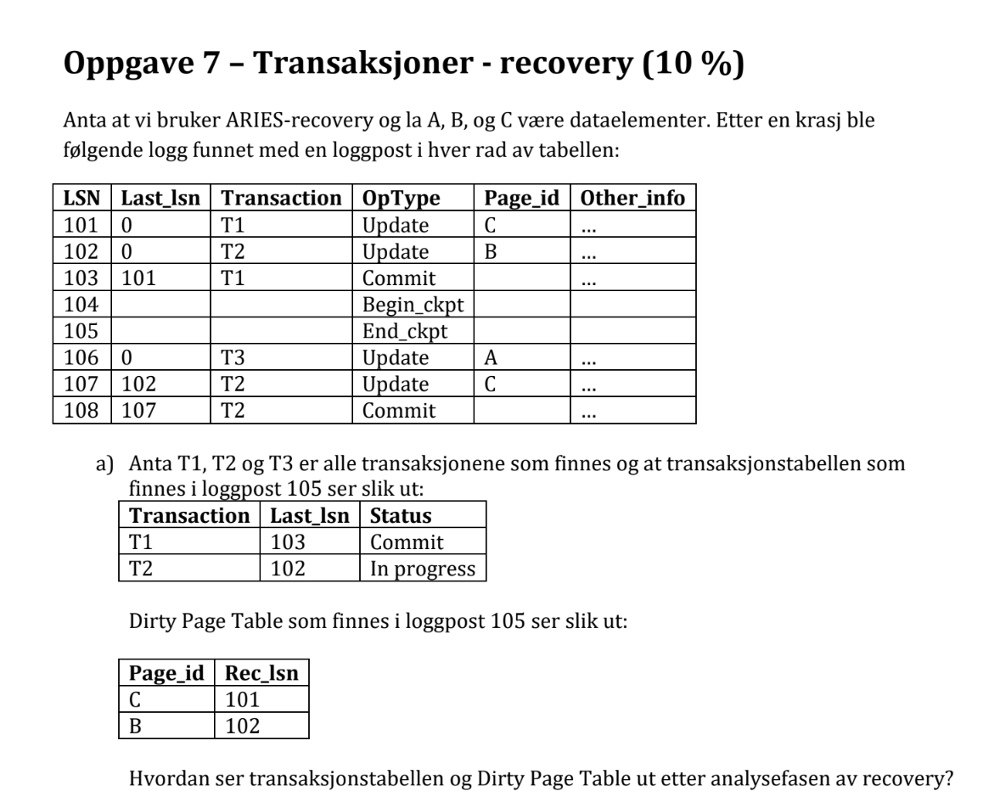 Oppgave 7 – Transaksjoner - recovery (10 %)
Anta at vi bruker ARIES-recovery og la A, B, og C være dataelementer. Etter en krasj ble
følgende logg funnet med en loggpost i hver rad av tabellen:
LSN Last_lsn Transaction OpType Page_id Other_info
101 0 T1 Update C ...
102 0 T2 Update B ...
103 101 T1 Commit ...
104 Begin_ckpt
105 End_ckpt
106 0 T3 Update A ...
107 102 T2 Update C ...
108 107 T2 Commit ...
a) Anta T1, T2 og T3 er alle transaksjonene som finnes og at transaksjonstabellen som
finnes i loggpost 105 ser slik ut:
Transaction Last_lsn Status
T1 103 Commit
T2 102 In progress
Dirty Page Table som finnes i loggpost 105 ser slik ut:
Page_id Rec_lsn
C 101
B 102
Hvordan ser transaksjonstabellen og Dirty Page Table ut etter analysefasen av recovery?